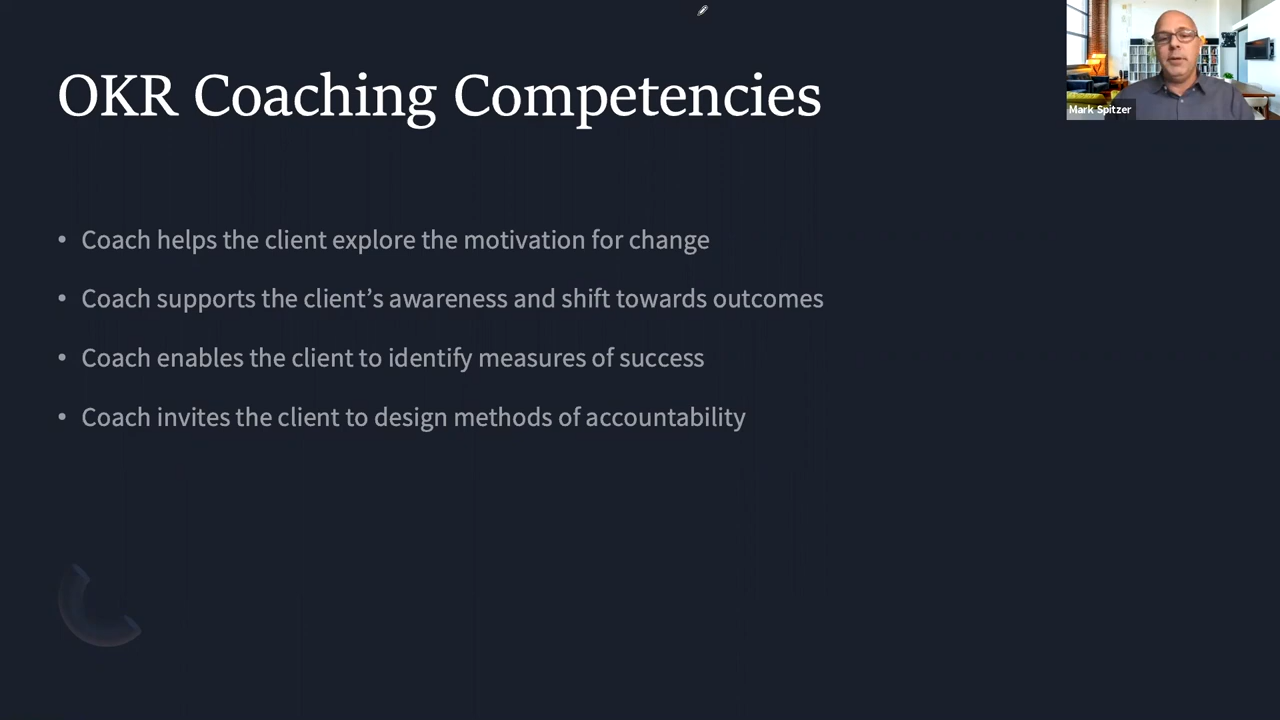 OKR Coaching Competencies
Mark Spitzer
• Coach helps the client explore the motivation for change
• Coach supports the client’s awareness and shift towards outcomes
• Coach enables the client to identify measures of success
• Coach invites the client to design methods of accountability